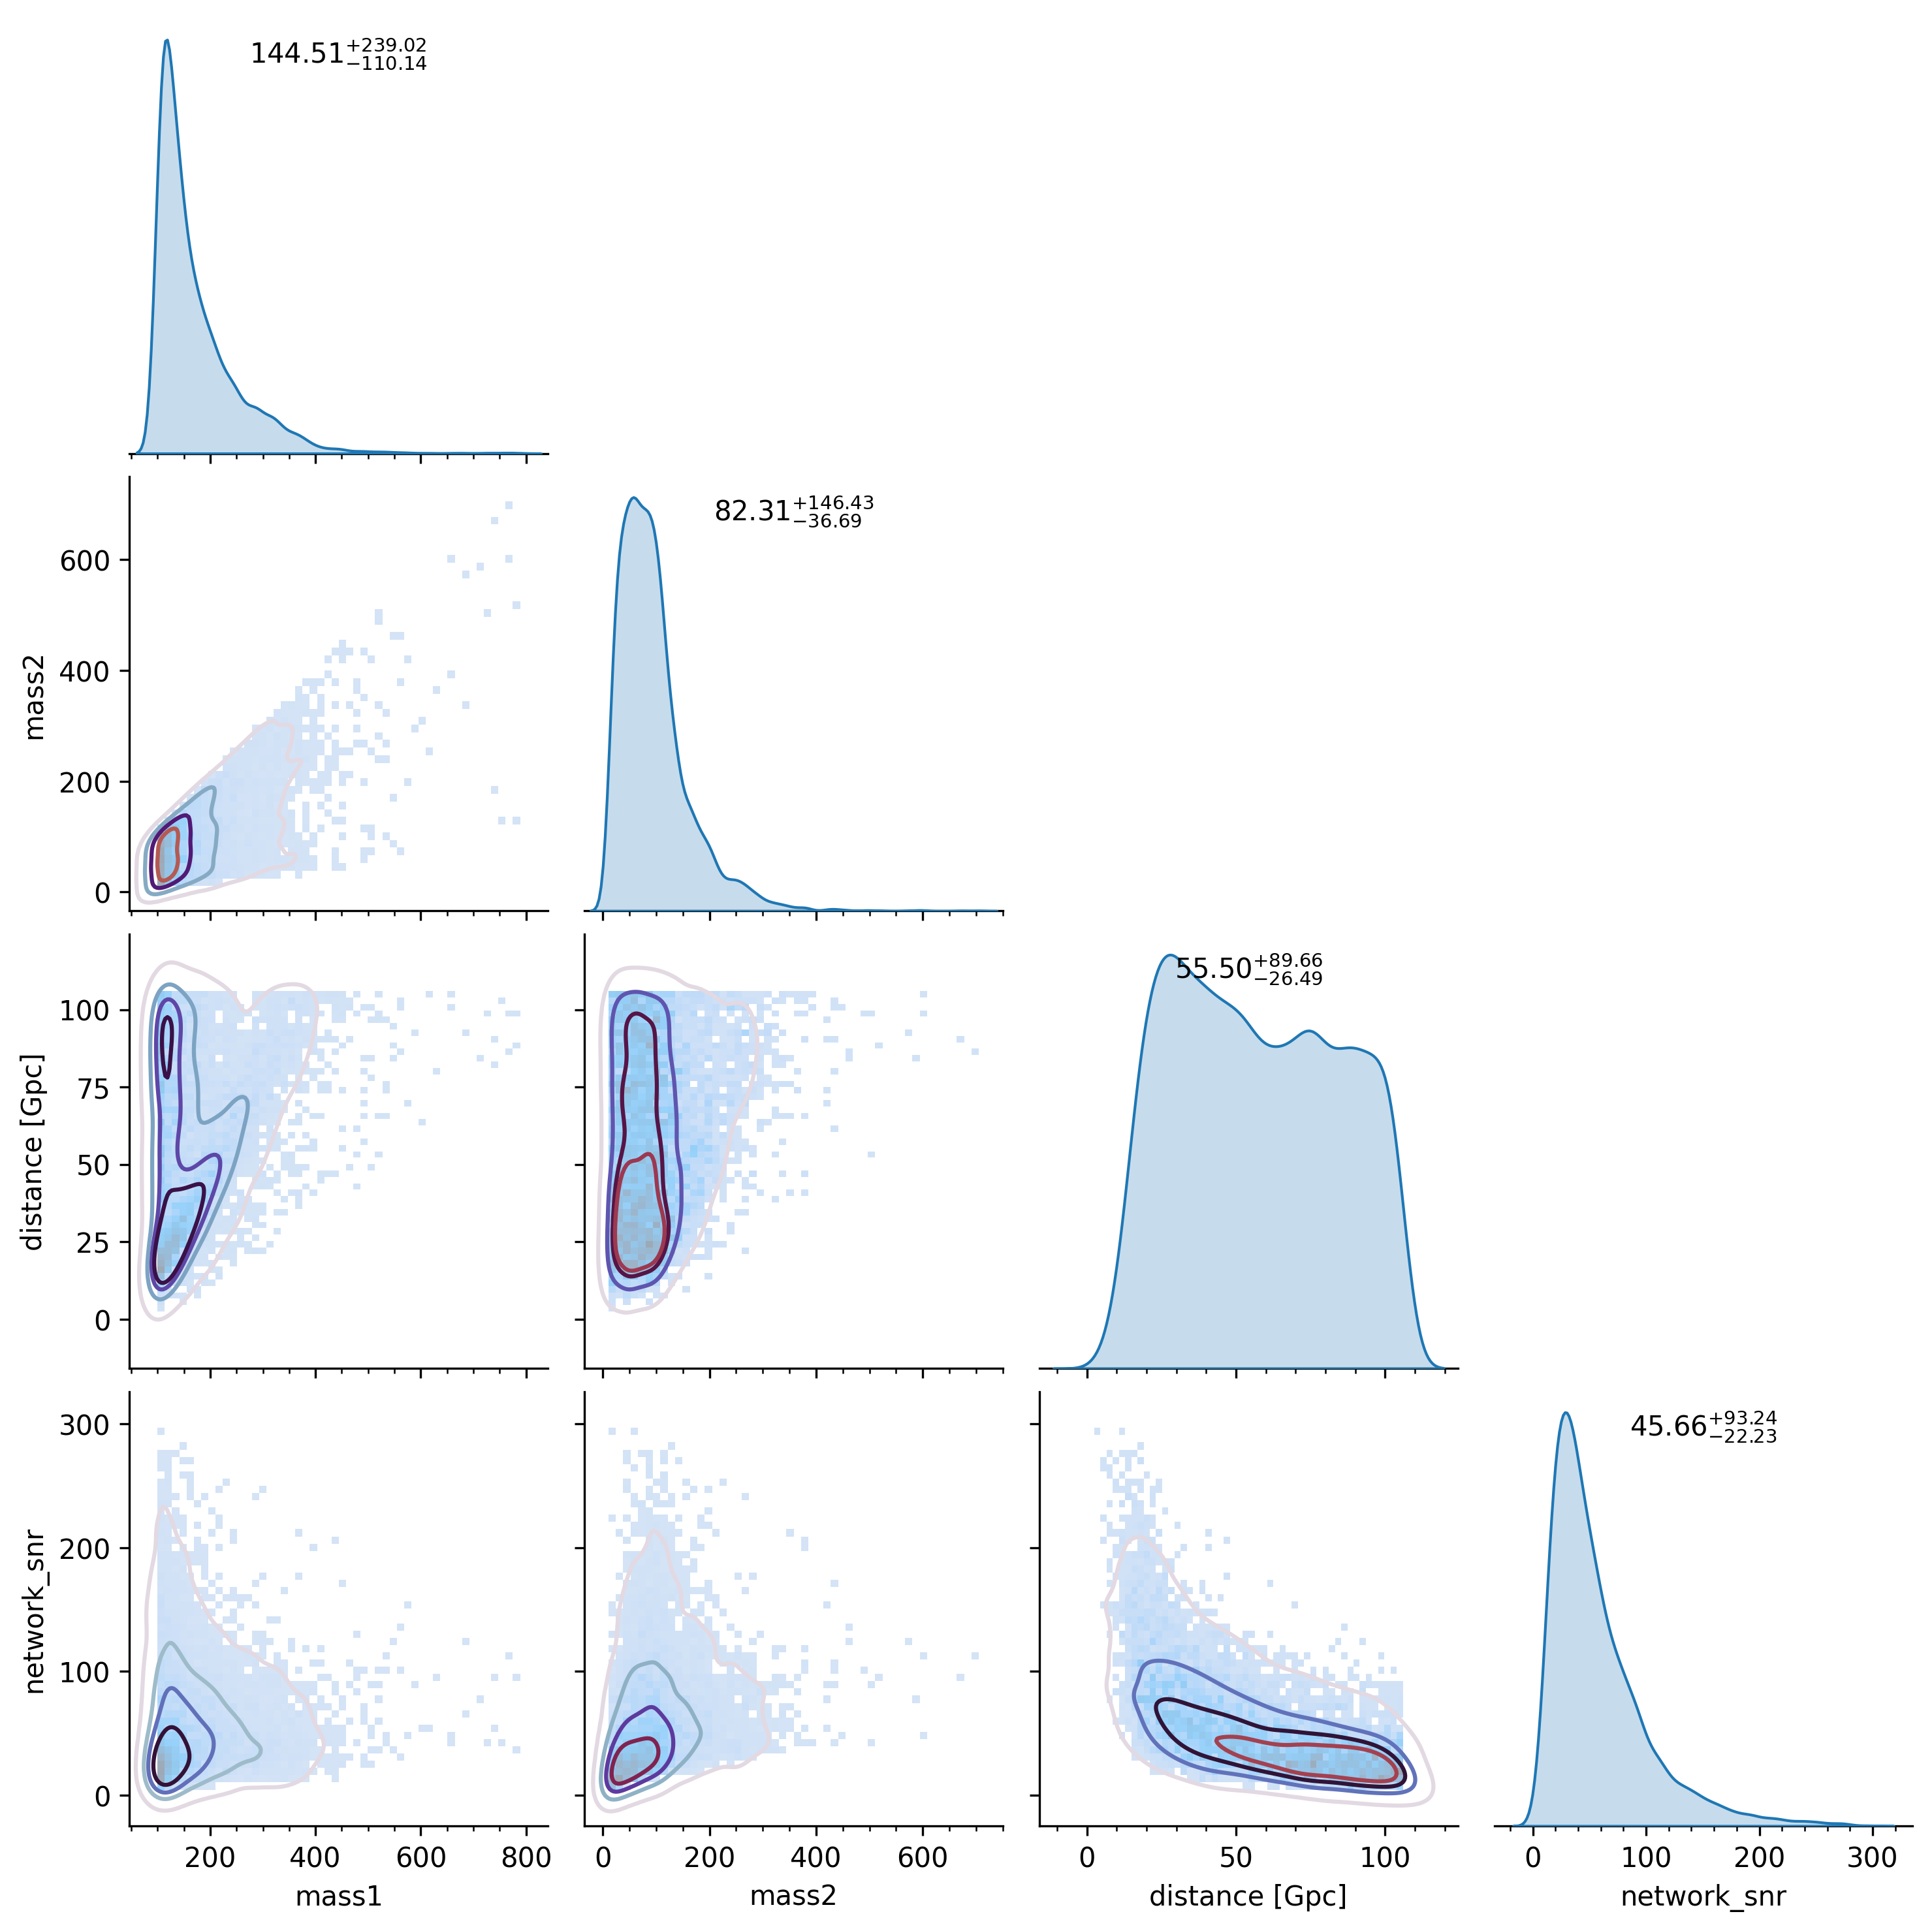 144.51+239.02−110.14
600
400
200
0
mass2
82.31+146.43−36.69
100
75
50
25
0
distance [Gpc]
55.50+89.66−26.49
300
200
100
0
network_snr
45.66+93.24−22.23
200 400 600 800
0 200 400 600
0 50 100
0 100 200 300
mass1
mass2
distance [Gpc]
network_snr